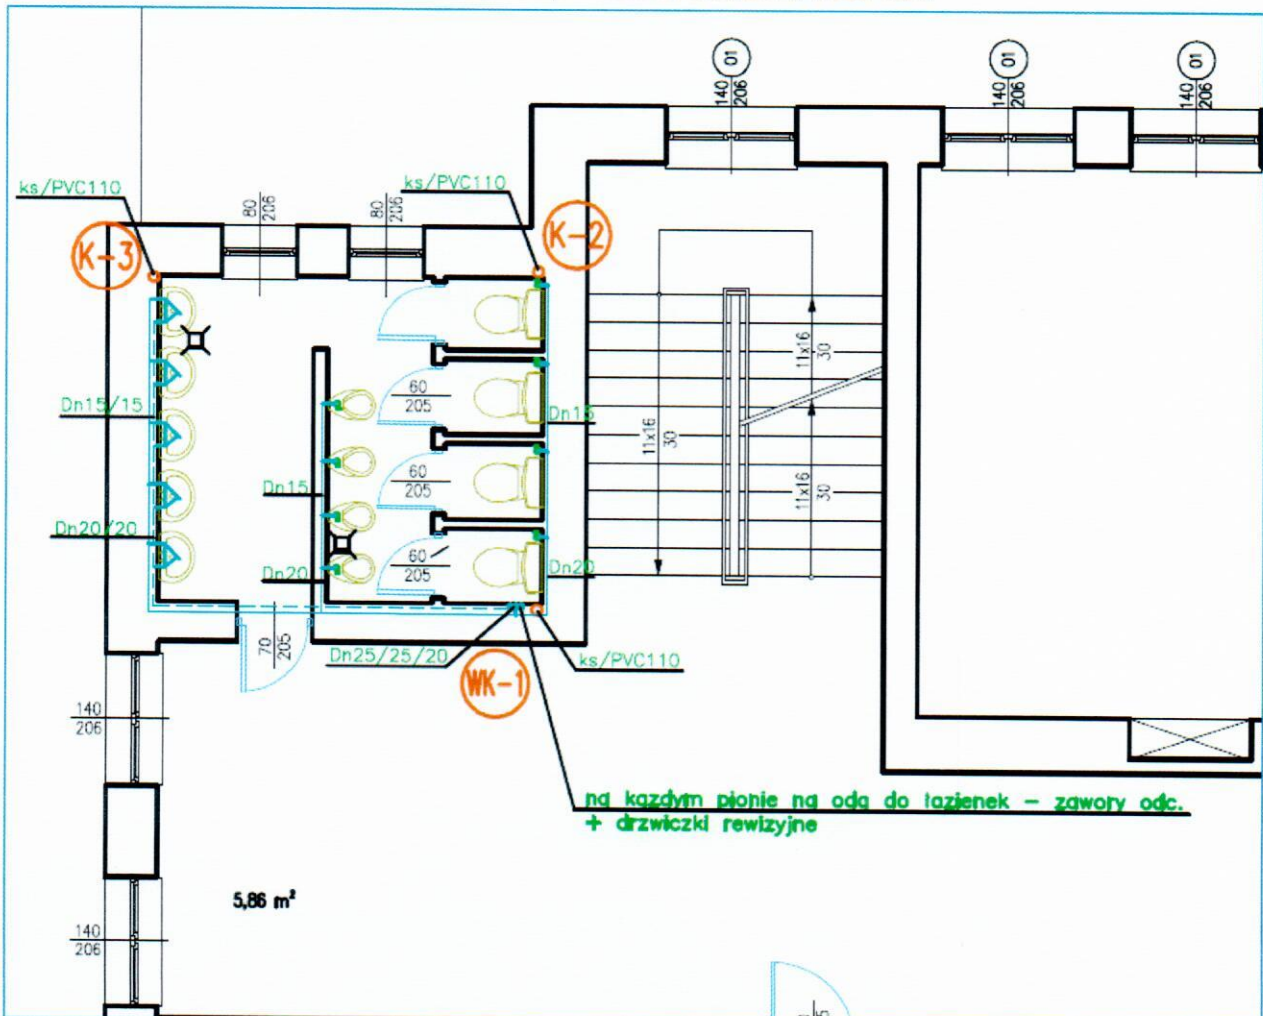 01
01
01
140
206
140
206
140
206
ks/PVC110
ks/PVC110
80
206
80
206
K-3
K-2
11x16
30
11x16
30
11x16
30
60
205
60
205
60
205
Dn15/15
Dn15
Dn15
Dn20/20
Dn20
Dn20
70
205
Dn25/25/20
ks/PVC110
WK-1
140
206
na każdym pionie na odg do łazienek – zawory odc.
+ drzwiczki rewizyjne
5,86 m²
140
206